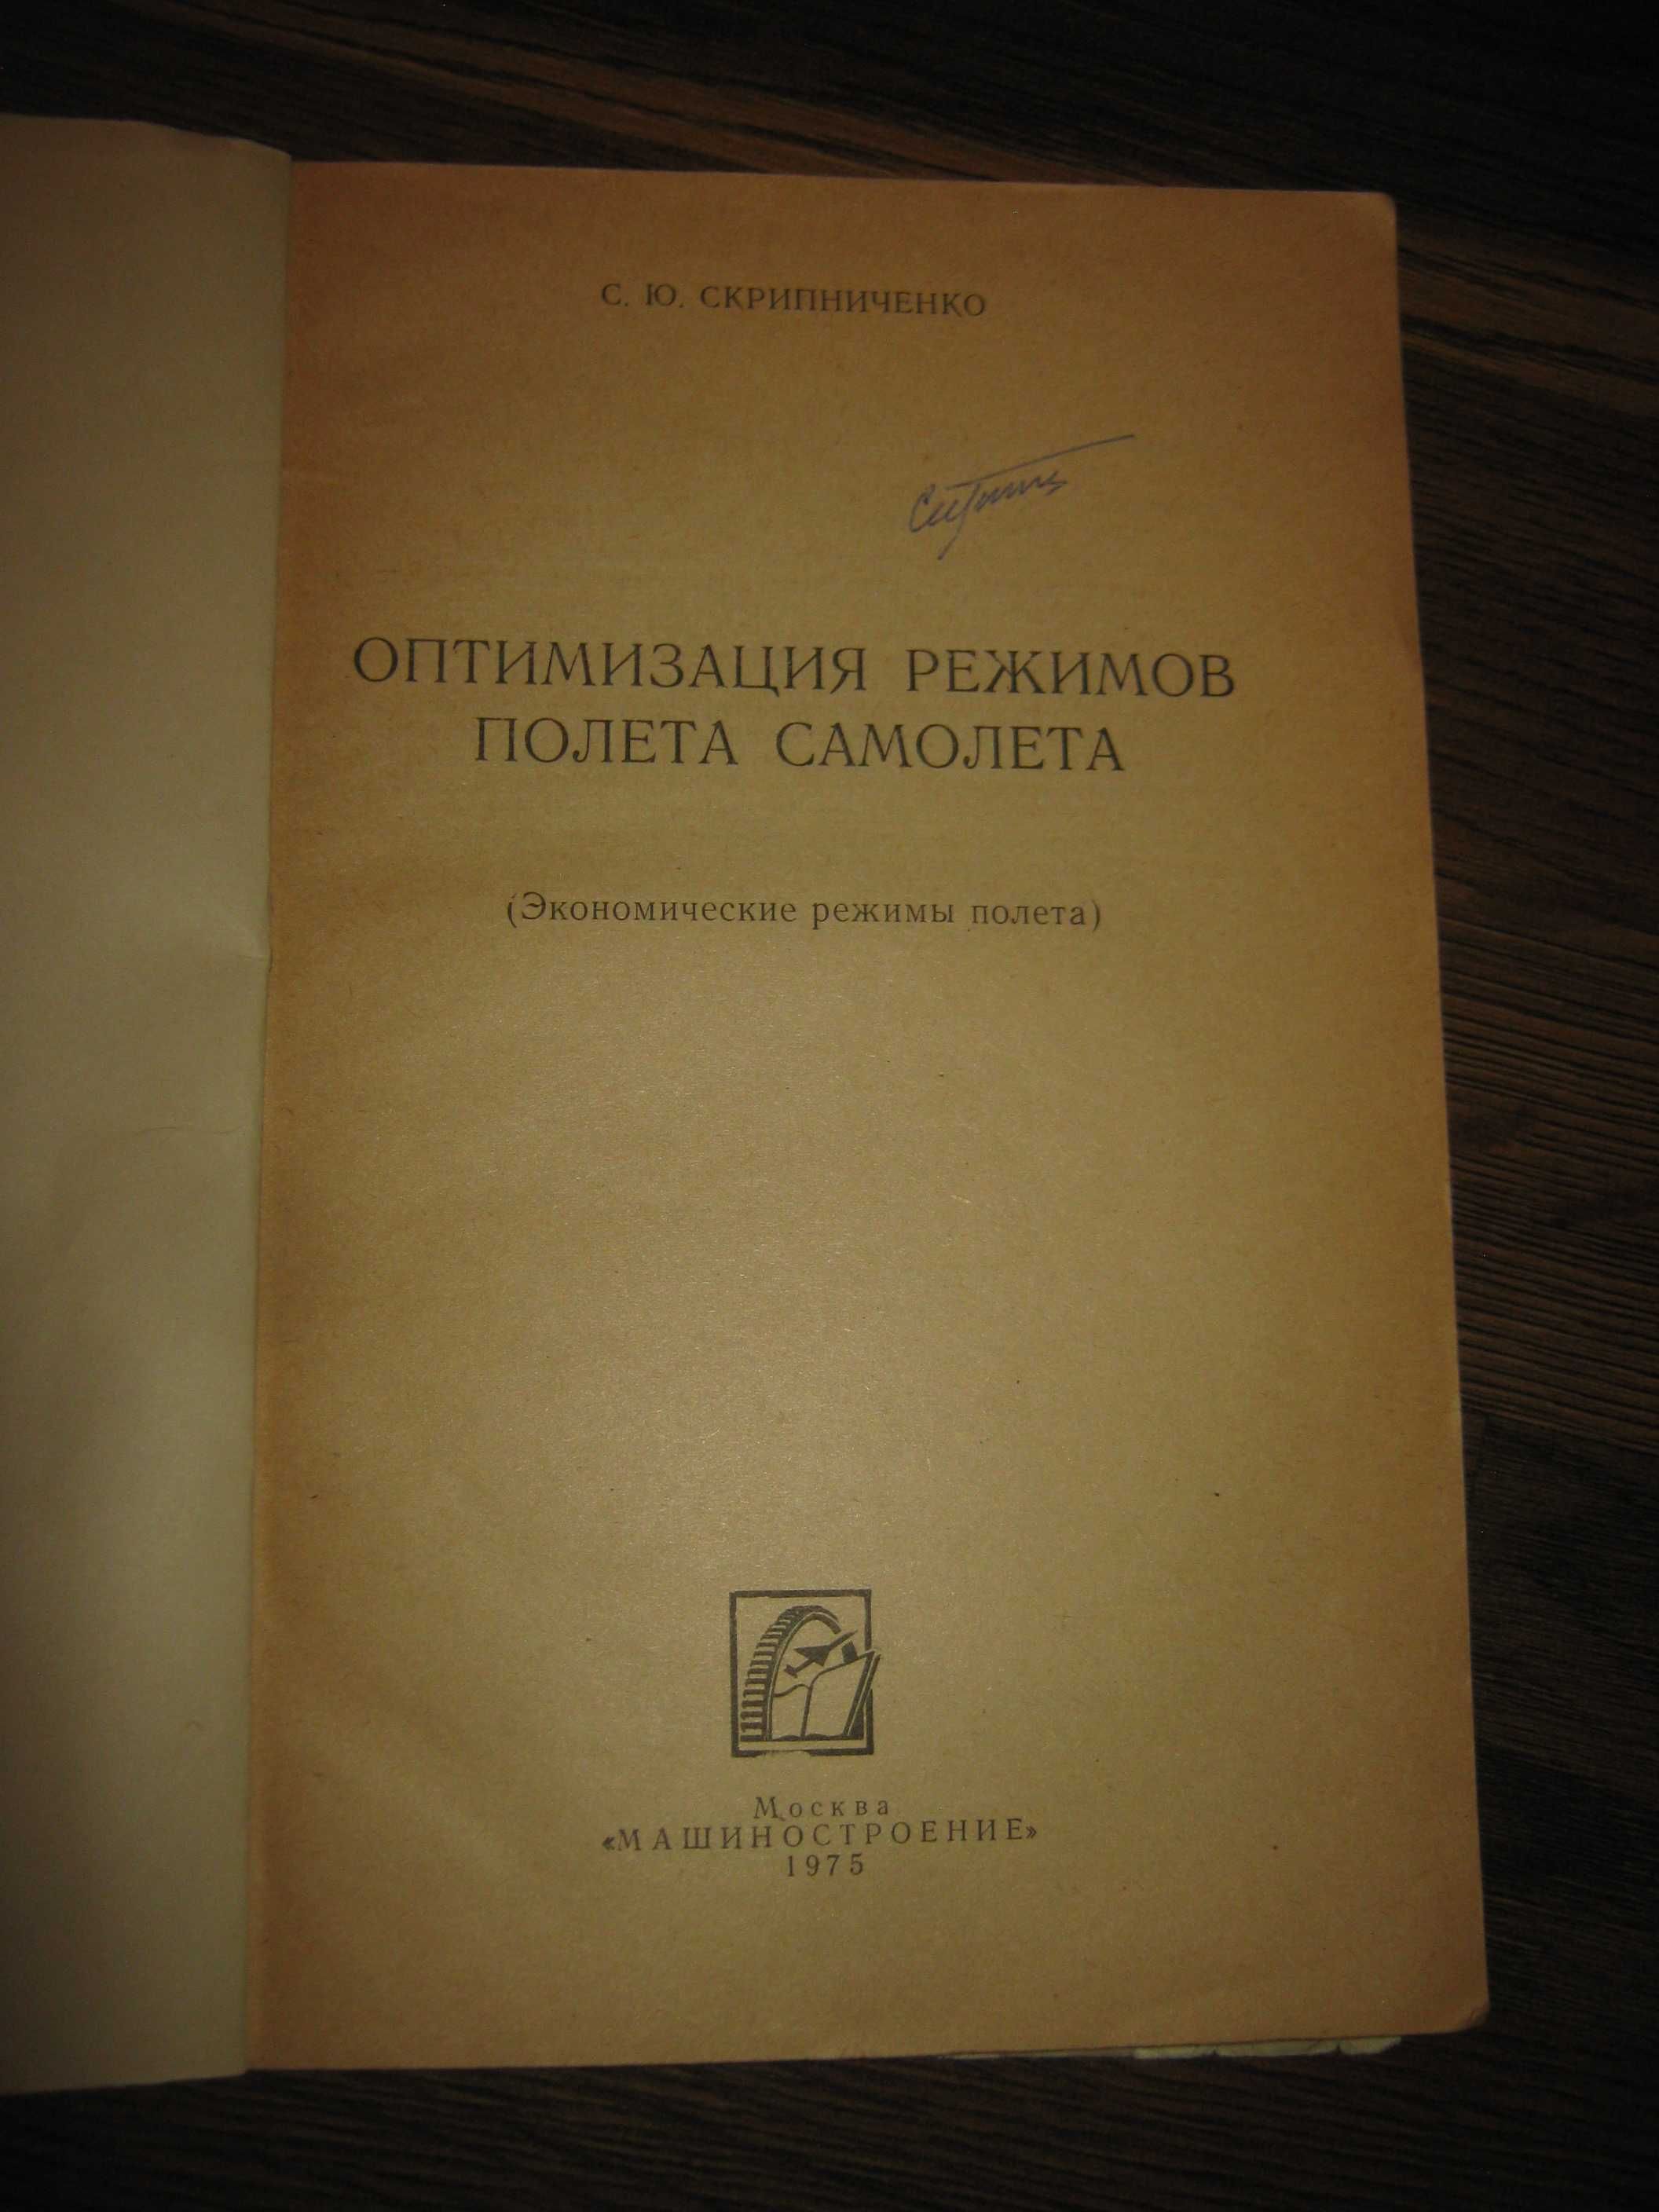 С. Ю. СКРИПНИЧЕНКО
ОПТИМИЗАЦИЯ РЕЖИМОВ
ПОЛЕТА САМОЛЕТА
(Экономические режимы полета)
Москва
«МАШИНОСТРОЕНИЕ»
1975